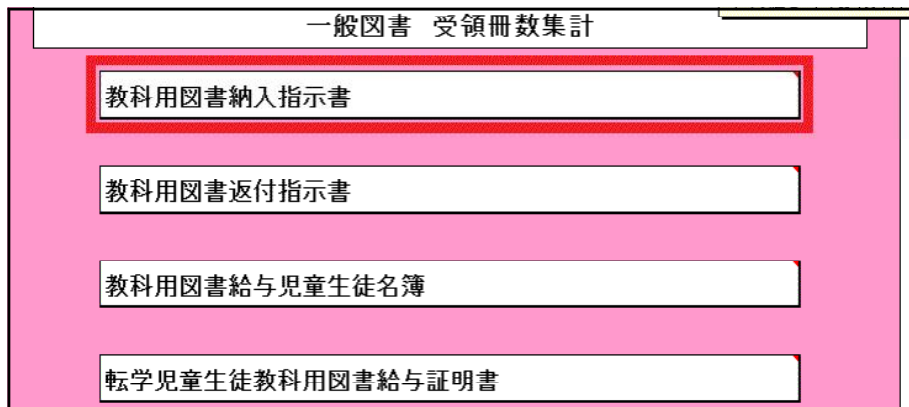 一般図書 受領冊数集計
教科用図書納入指示書
教科用図書返付指示書
教科用図書給与児童生徒名簿
転学児童生徒教科用図書給与証明書